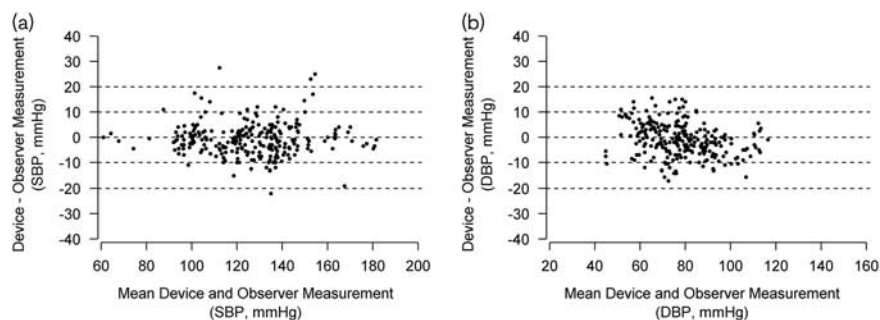 (a)
Device - Observer Measurement
(SBP, mmHg)
40
30
20
10
0
-10
-20
-30
-40
60 80 100 120 140 160 180 200
Mean Device and Observer Measurement
(SBP, mmHg)
(b)
Device - Observer Measurement
(DBP, mmHg)
40
30
20
10
0
-10
-20
-30
-40
20 40 60 80 100 120 140 160
Mean Device and Observer Measurement
(DBP, mmHg)